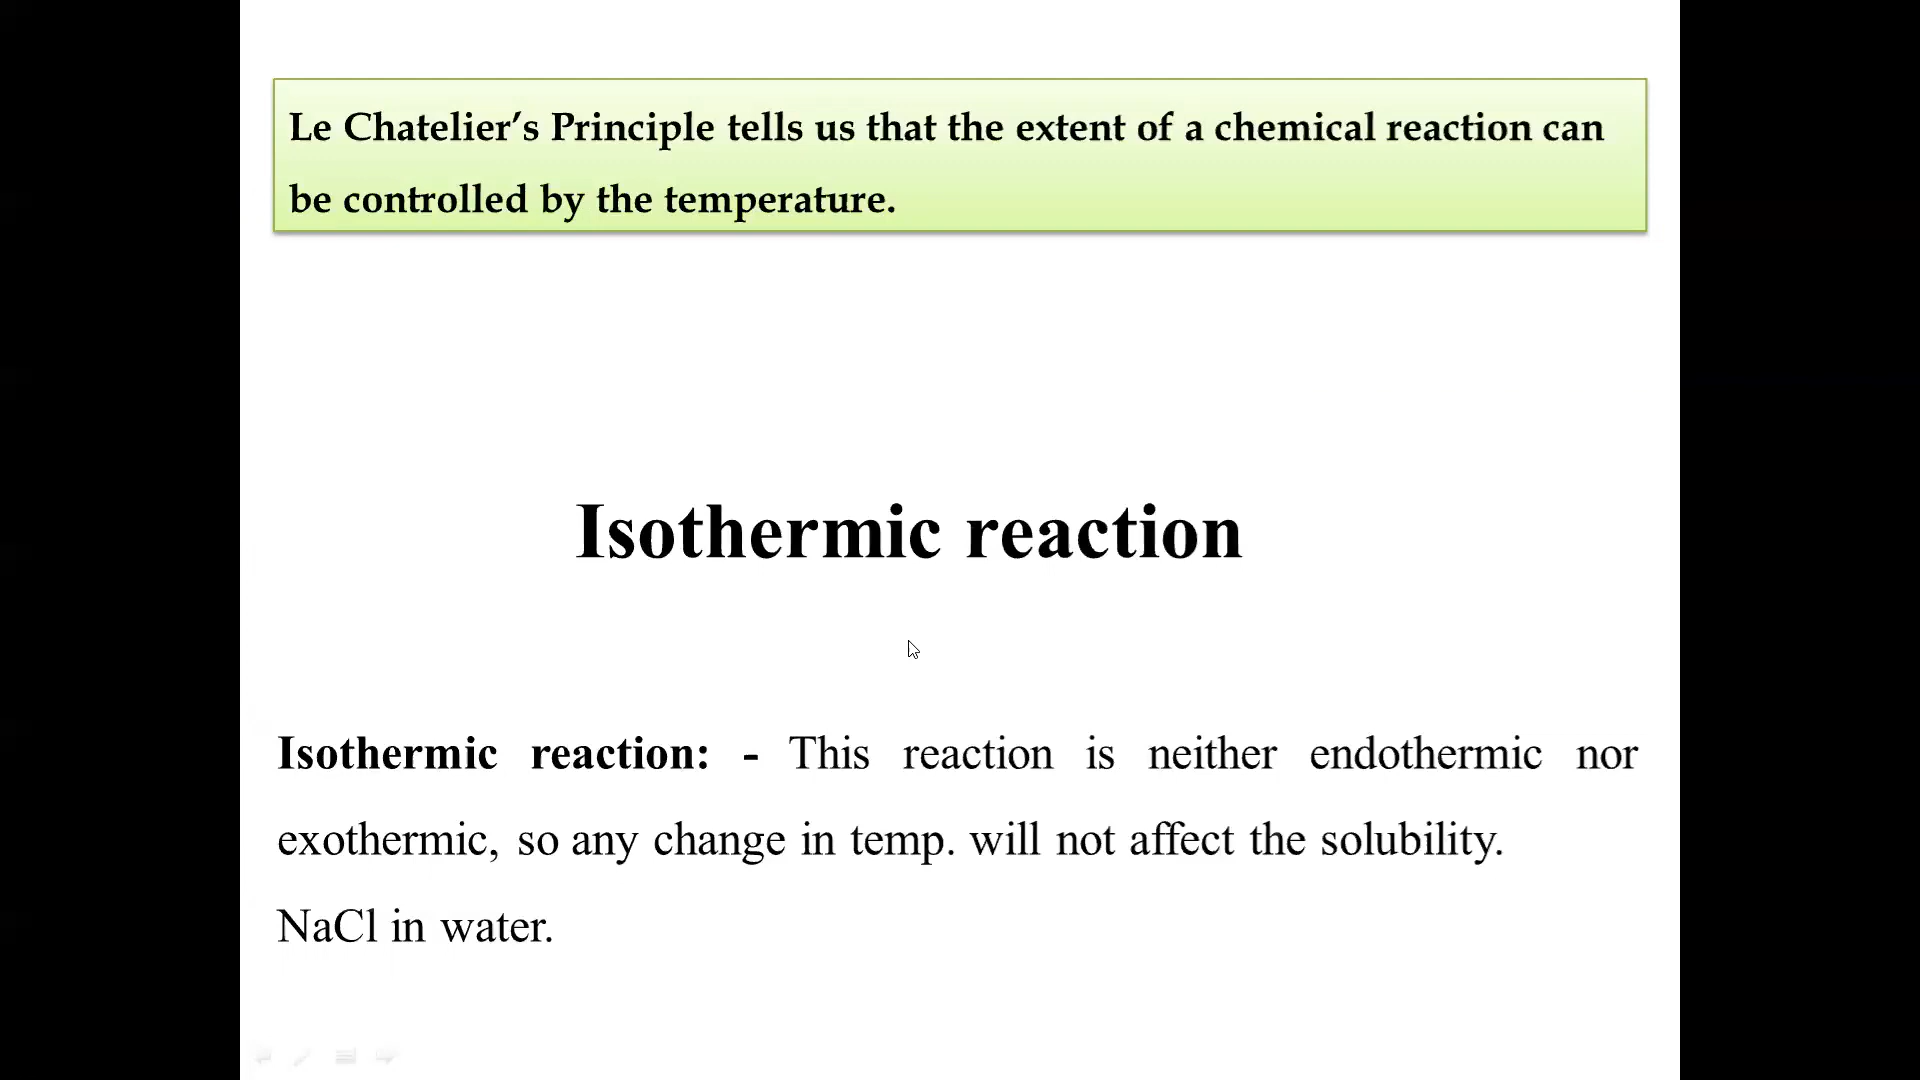 Le Chatelier’s Principle tells us that the extent of a chemical reaction can
be controlled by the temperature.
Isothermic reaction
Isothermic reaction: - This reaction is neither endothermic nor
exothermic, so any change in temp. will not affect the solubility.
NaCl in water.